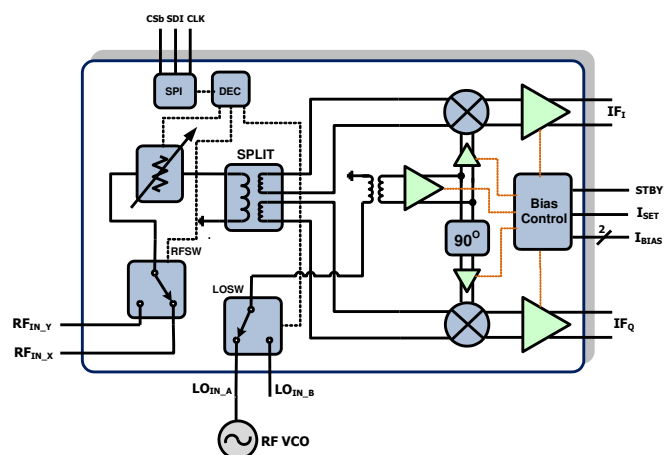 CSb SDI CLK
SPI
DEC
IF_I
SPLIT
STBY
Bias
Control
I_SET
2
I_BIAS
90°
RFSW
LOSW
RF_IN_Y
IF_Q
RF_IN_X
LO_IN_A
LO_IN_B
RF VCO